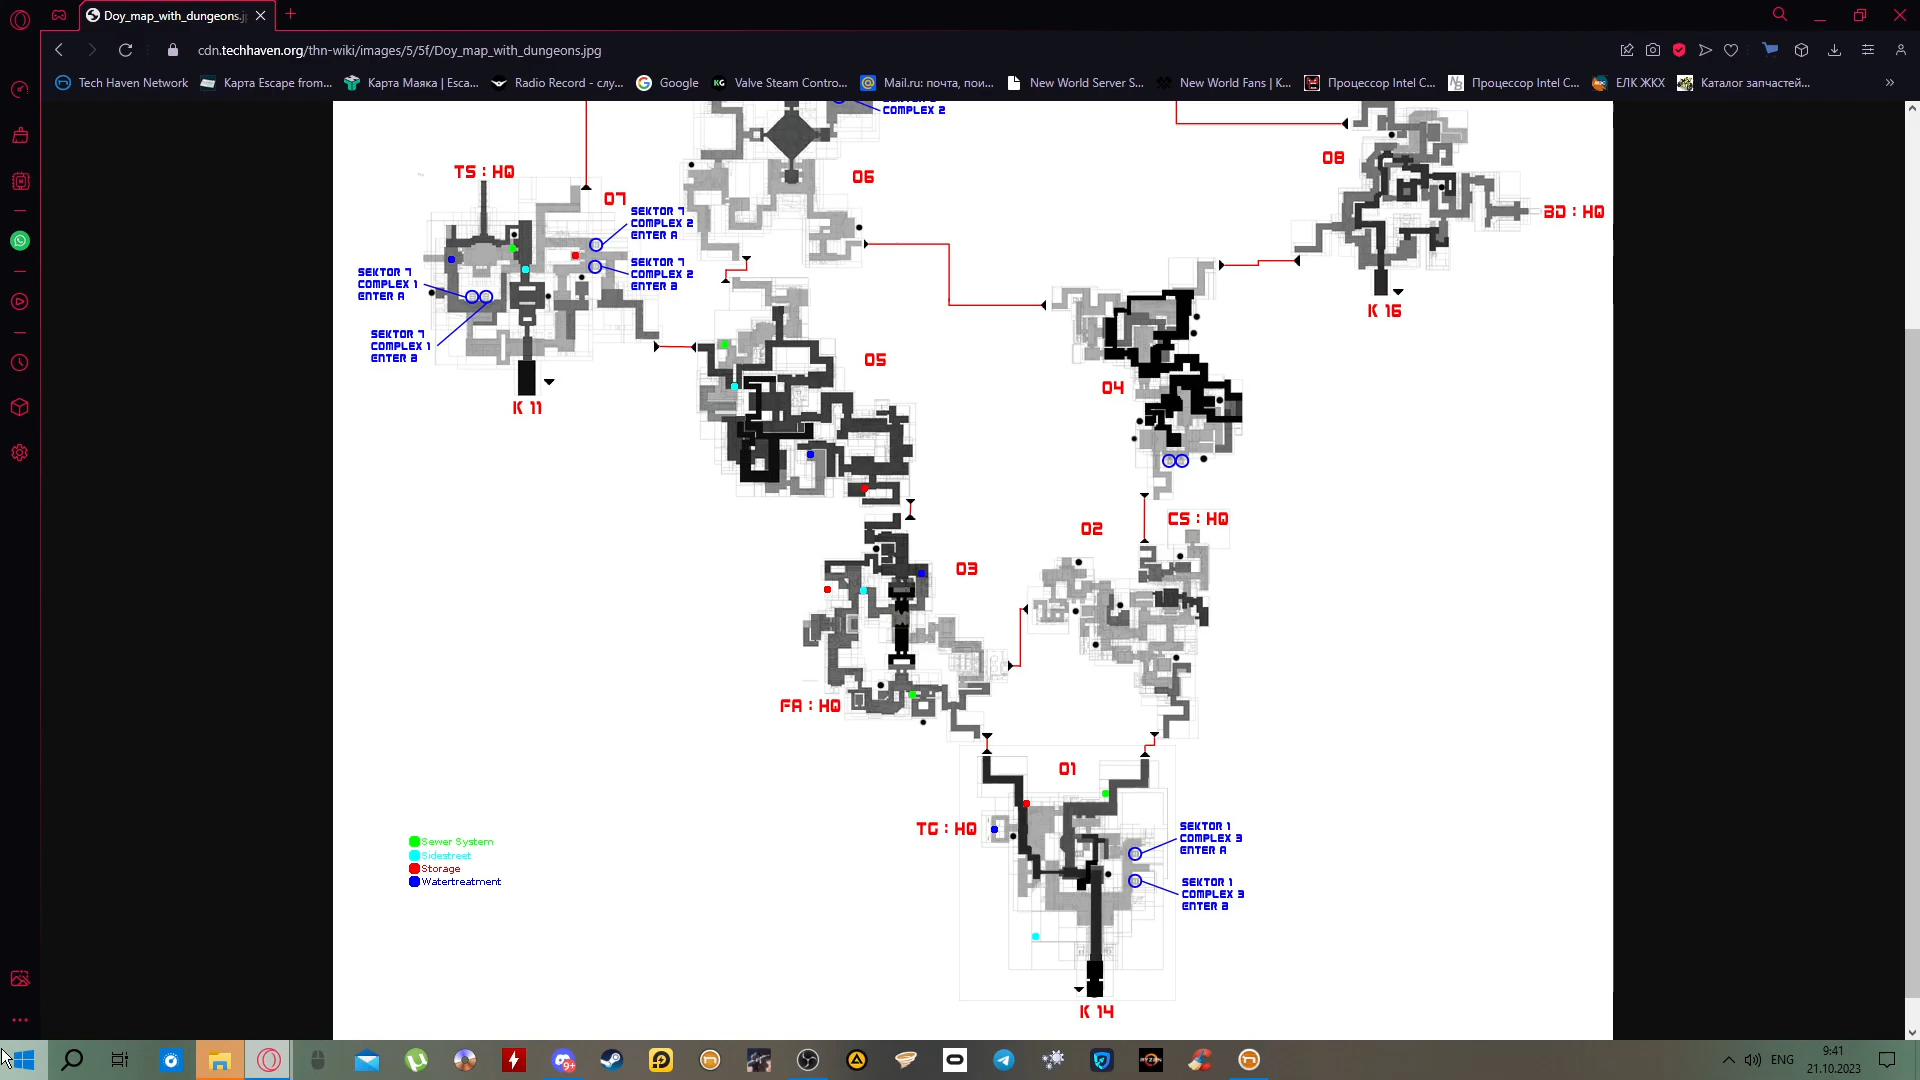 Doy_map_with_dungeons.j
cdn.techhaven.org/thn-wiki/images/5/5f/Doy_map_with_dungeons.jpg
Tech Haven Network
Карта Escape from...
Карта Маяка | Esca...
Radio Record - слу...
Google
Valve Steam Contro...
Mail.ru: почта, пои...
New World Server S...
New World Fans | K...
Процессор Intel C...
Процессор Intel C...
ЕЛК ЖКХ
Каталог запчастей...
COMPLEX 2
08
TS : HQ
06
07
SEKTOR 7
COMPLEX 2
ENTER A
BD : HQ
SEKTOR 7
COMPLEX 2
ENTER B
SEKTOR 7
COMPLEX 1
ENTER A
K 16
SEKTOR 7
COMPLEX 1
ENTER B
05
04
K 11
CS : HQ
02
03
FA : HQ
01
TG : HQ
SEKTOR 1
COMPLEX 3
ENTER A
SEKTOR 1
COMPLEX 3
ENTER B
Sewer System
Sidestreet
Storage
Watertreatment
K 14
9+
RYZEN
ENG
9:41
21.10.2023